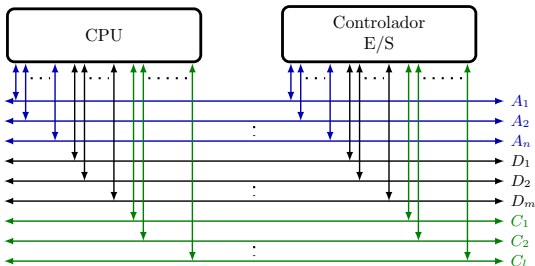 CPU
Controlador
E/S
A₁
A₂
Aₙ
D₁
D₂
Dₘ
C₁
C₂
Cₗ